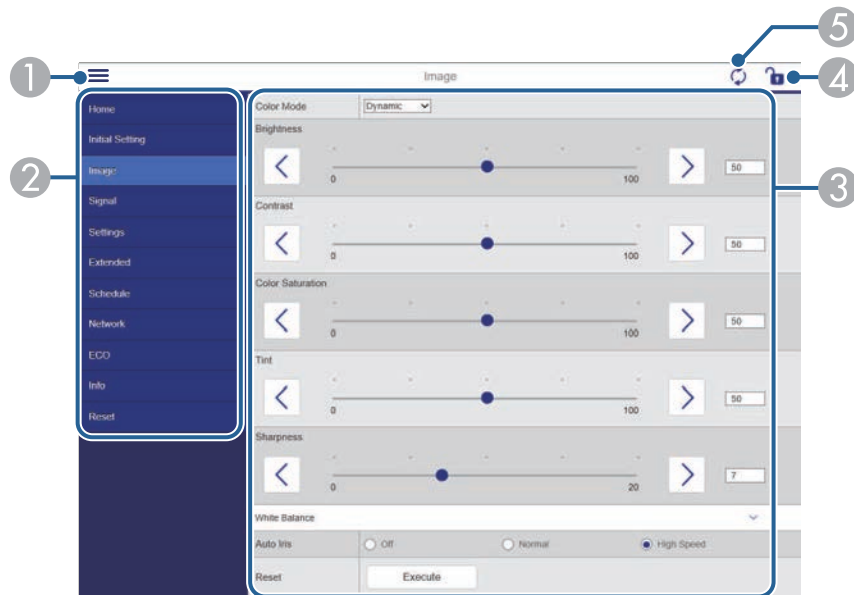 5
1
Image
4
Home
Initial Setting
Image
Signal
Settings
Extended
Schedule
Network
ECO
Info
Reset
2
Color Mode
Dynamic
Brightness
0
100
50
3
Contrast
0
100
50
Color Saturation
0
100
50
Tint
0
100
50
Sharpness
0
20
7
White Balance
Auto Iris
Off
Normal
High Speed
Reset
Execute